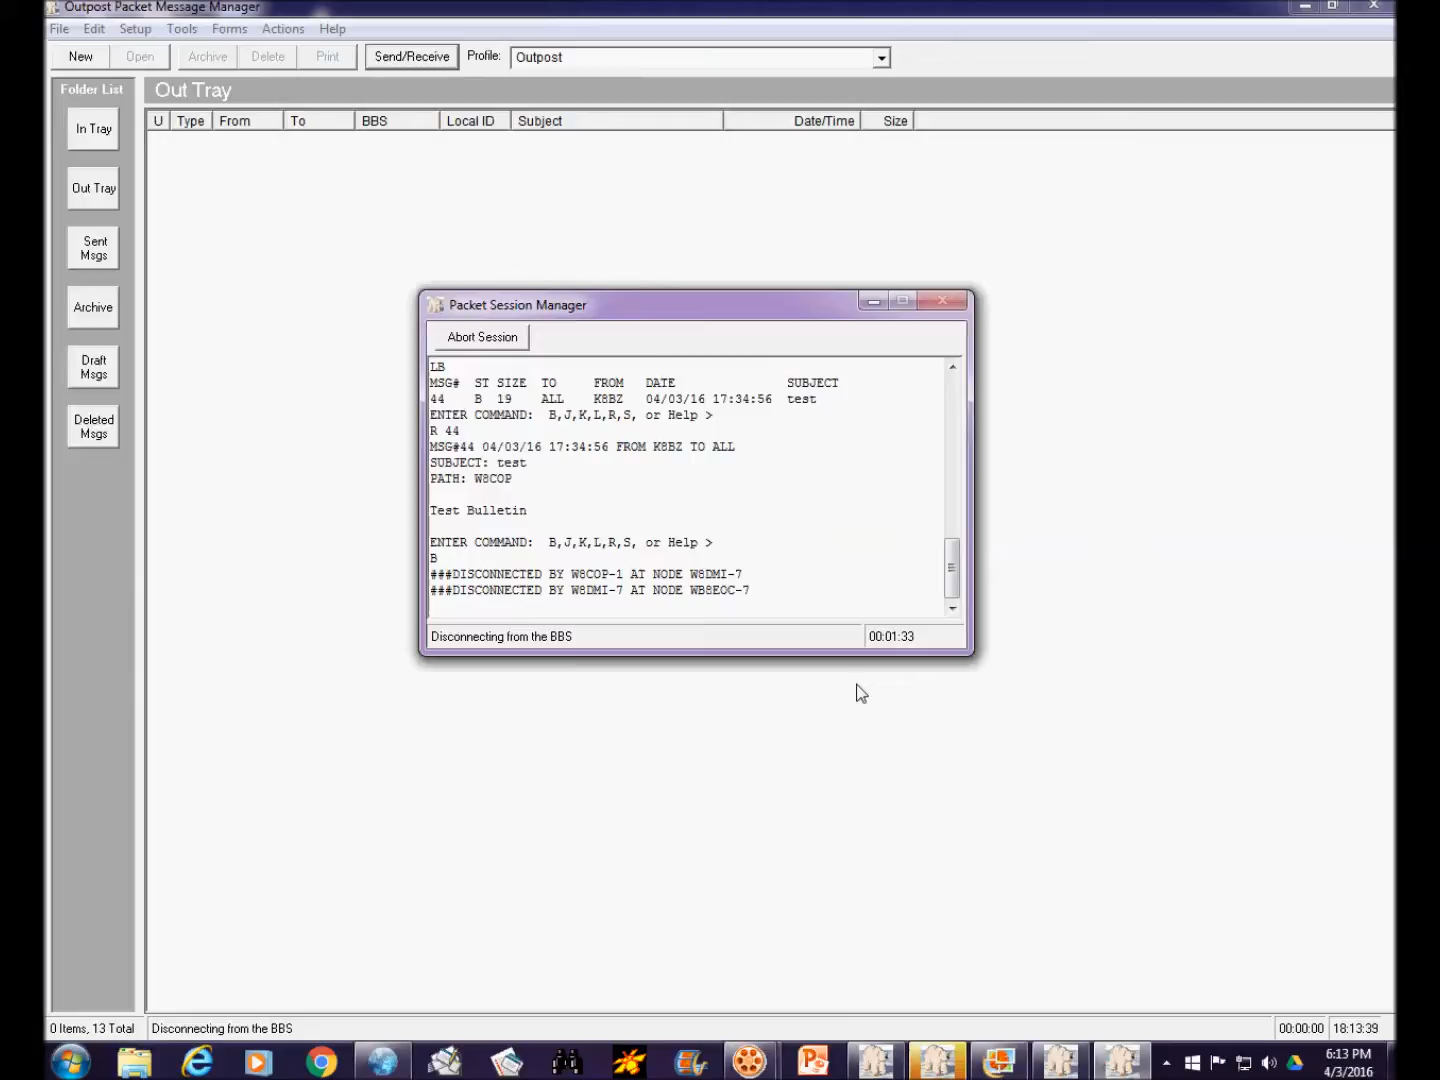 Outpost Packet Message Manager
File Edit Setup Tools Forms Actions Help
New Open Archive Delete Print Send/Receive Profile: Outpost
Folder List
Out Tray
U Type From To BBS Local ID Subject Date/Time Size
In Tray
Out Tray
Sent
Msgs
Archive
Draft
Msgs
Deleted
Msgs
Packet Session Manager
Abort Session
LB
MSG# ST SIZE TO FROM DATE SUBJECT
44 B 19 ALL K8BZ 04/03/16 17:34:56 test
ENTER COMMAND: B,J,K,L,R,S, or Help >
R 44
MSG#44 04/03/16 17:34:56 FROM K8BZ TO ALL
SUBJECT: test
PATH: W8COP
Test Bulletin
ENTER COMMAND: B,J,K,L,R,S, or Help >
B
###DISCONNECTED BY W8COP-1 AT NODE W8DMI-7
###DISCONNECTED BY W8DMI-7 AT NODE WB8EOC-7
Disconnecting from the BBS 00:01:33
0 Items, 13 Total Disconnecting from the BBS 00:00:00 18:13:39
6:13 PM
4/3/2016